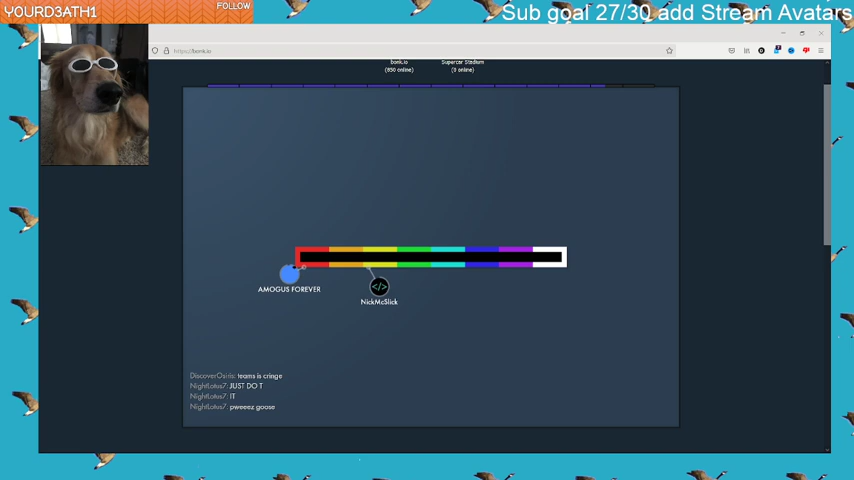 YOURD3ATH1
FOLLOW
Sub goal 27/30 add Stream Avatars
https://bonk.io
bonk.io
(850 online)
Supercar Stadium
(0 online)
AMOGUS FOREVER
</>
NickMcSlick
DiscoverOsiris: teams is cringe
NightLotus7: JUST DO T
NightLotus7: IT
NightLotus7: pweeez goose